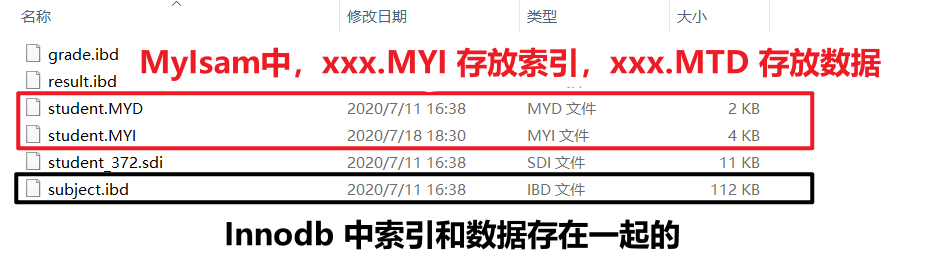 名称 修改日期 类型 大小
grade.ibd
MyIsam中，xxx.MYI 存放索引，xxx.MTD 存放数据
result.ibd
student.MYD 2020/7/11 16:38 MYD 文件 2 KB
student.MYI 2020/7/18 18:30 MYI 文件 4 KB
student_372.sdi 2020/7/11 16:38 SDI 文件 11 KB
subject.ibd 2020/7/11 16:38 IBD 文件 112 KB
Innodb 中索引和数据存在一起的